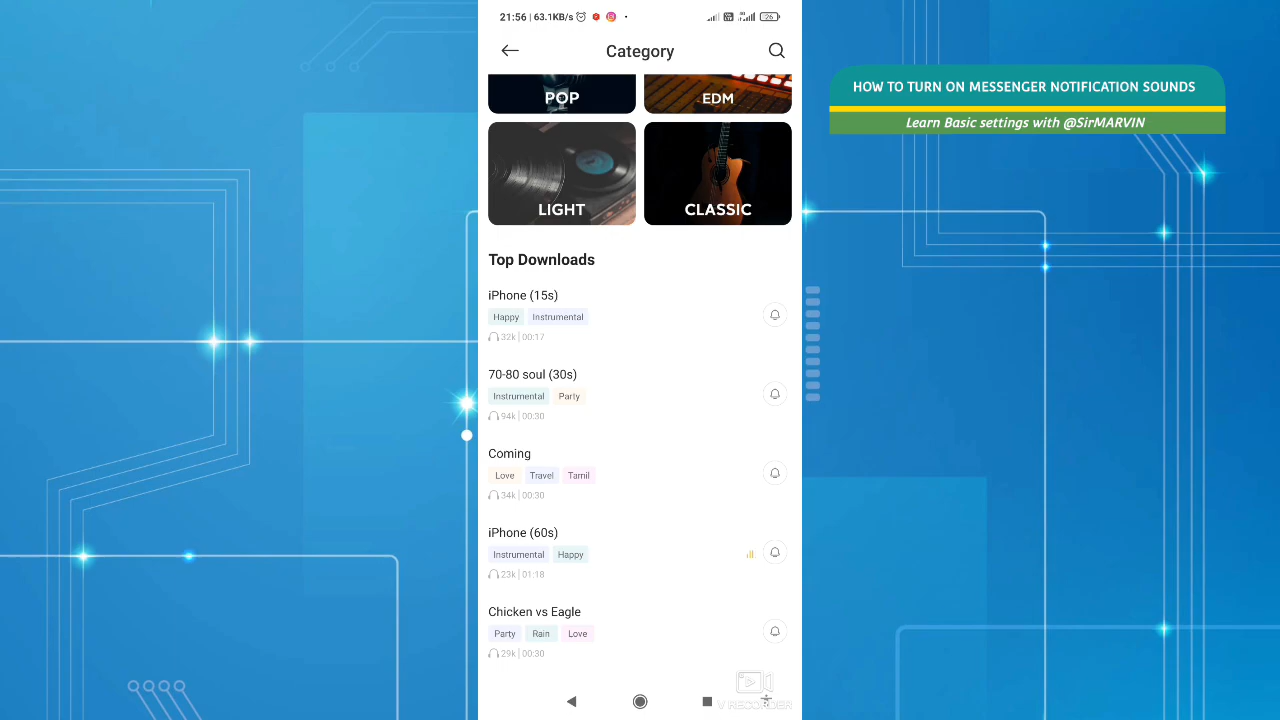 21:56 | 63.1KB/s
26
Category
POP
EDM
LIGHT
CLASSIC
Top Downloads
iPhone (15s)
Happy Instrumental
32k | 00:17
70-80 soul (30s)
Instrumental Party
94k | 00:30
Coming
Love Travel Tamil
34k | 00:30
iPhone (60s)
Instrumental Happy
23k | 01:18
Chicken vs Eagle
Party Rain Love
29k | 00:30
V RECORDER
HOW TO TURN ON MESSENGER NOTIFICATION SOUNDS
Learn Basic settings with @SirMARVIN